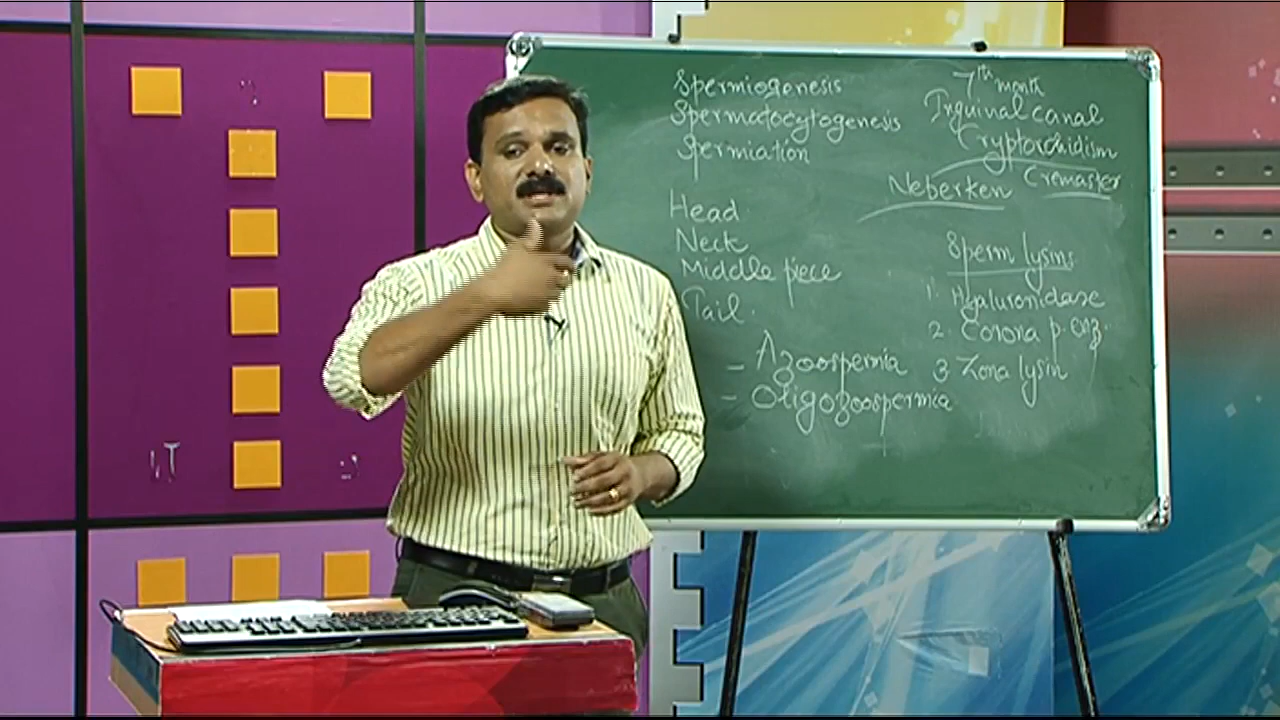 Spermiogenesis
Spermatocytogenesis
Spermiation
Head
Neck
Middle piece
Tail.
- Azoospermia
- Oligozoospermia
7th month
Inguinal canal
Cryptorchidism
Neberken Cremaster
Sperm lysins
1. Hyaluronidase
2. Corona p. enz.
3 Zona lysin